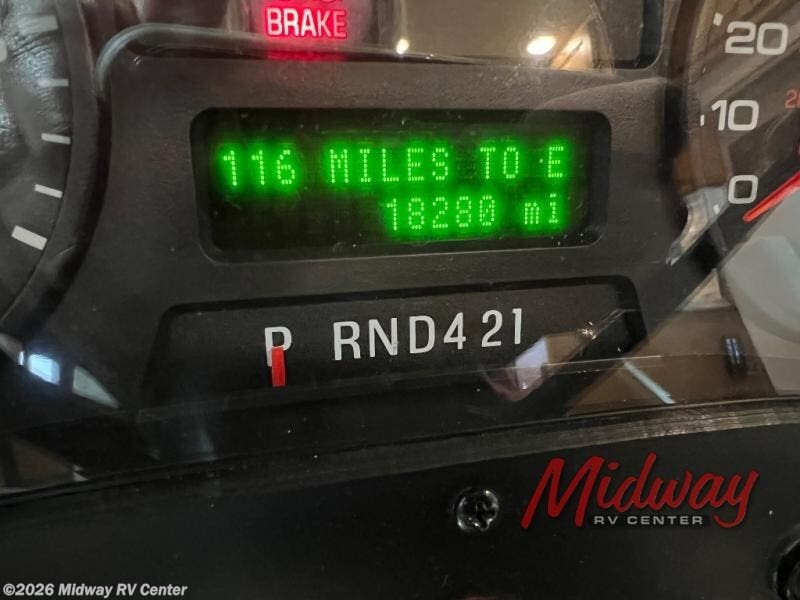 BRAKE
20
10
0
116 MILES TO E
18280 mi
P RND421
Midway
RV CENTER
©2026 Midway RV Center